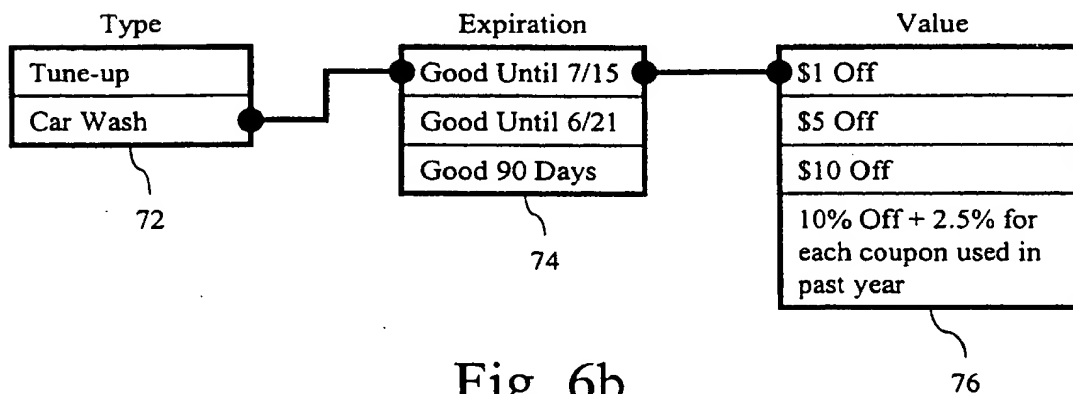 Type
Tune-up
Car Wash
72
Expiration
Good Until 7/15
Good Until 6/21
Good 90 Days
74
Value
$1 Off
$5 Off
$10 Off
10% Off + 2.5% for
each coupon used in
past year
76
Fig. 6b